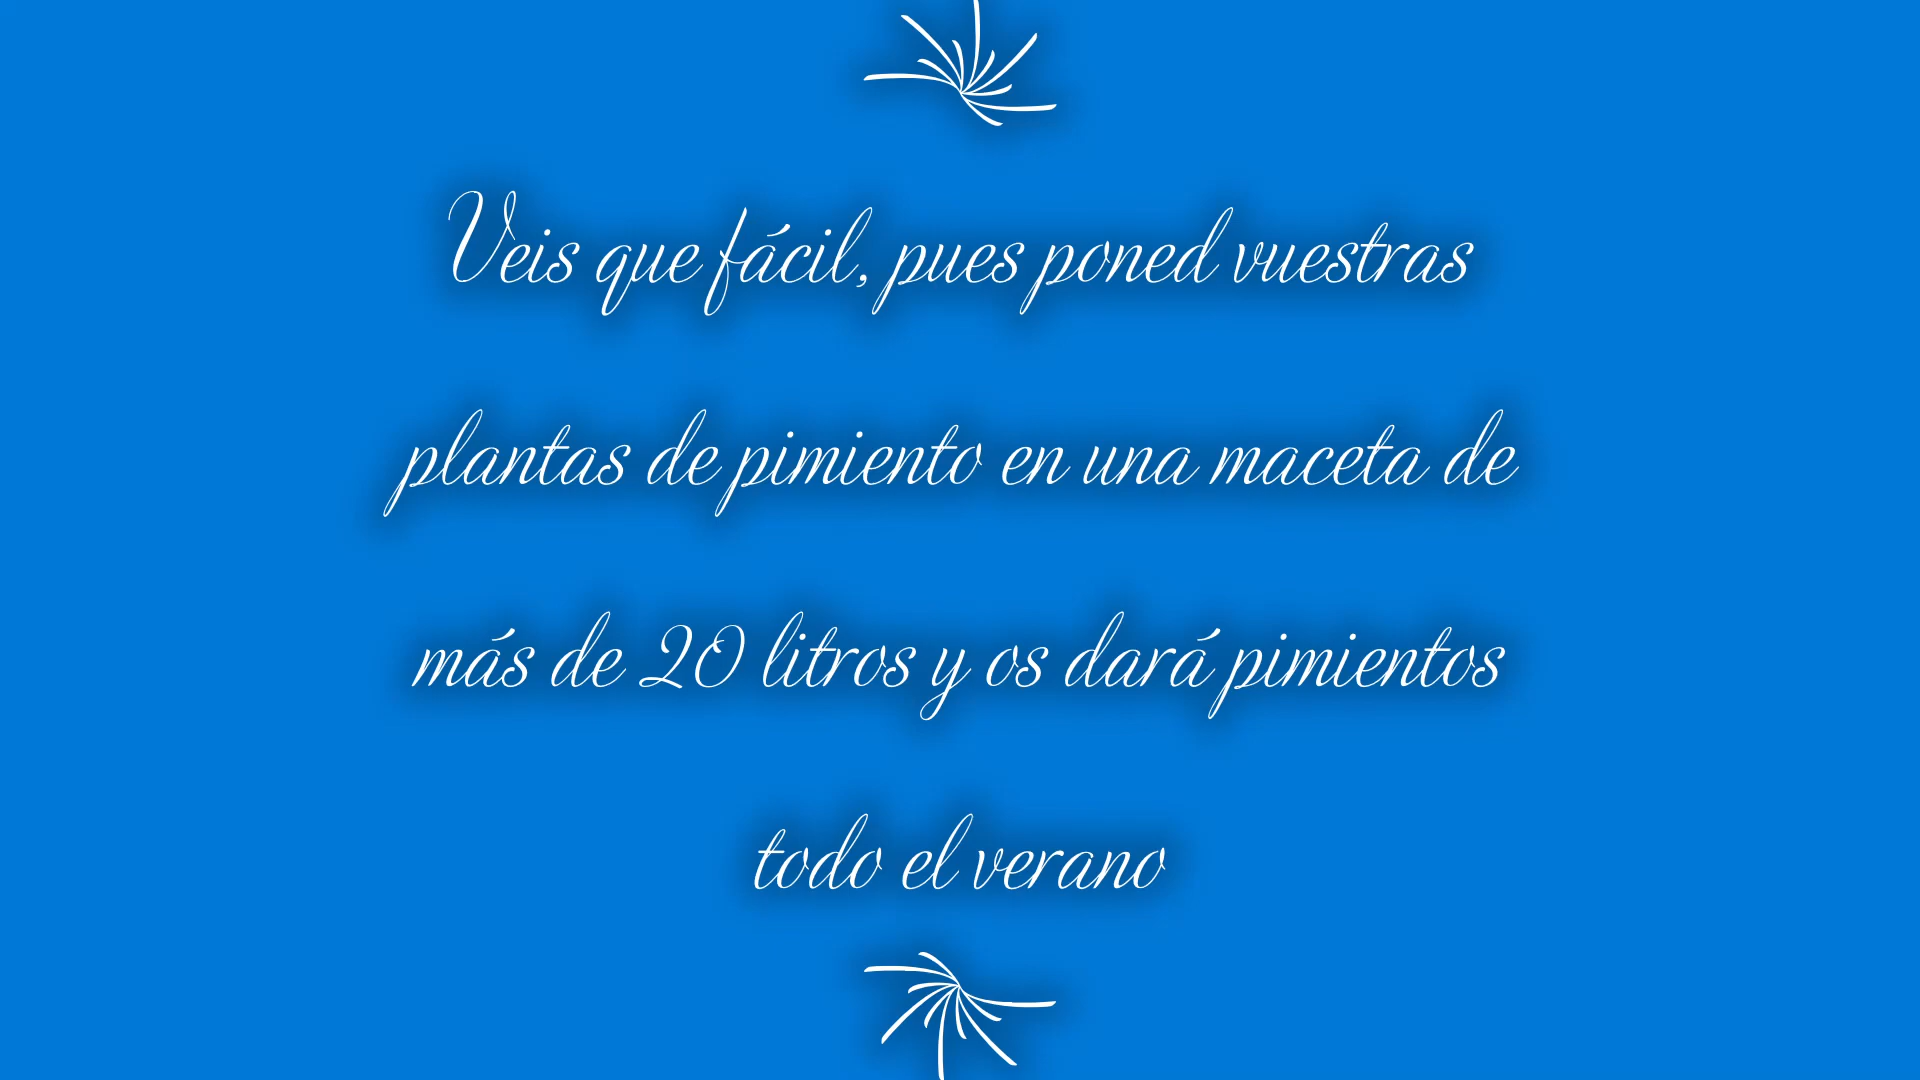 Veis que fácil, pues poned vuestras
plantas de pimiento en una maceta de
más de 20 litros y os dará pimientos
todo el verano